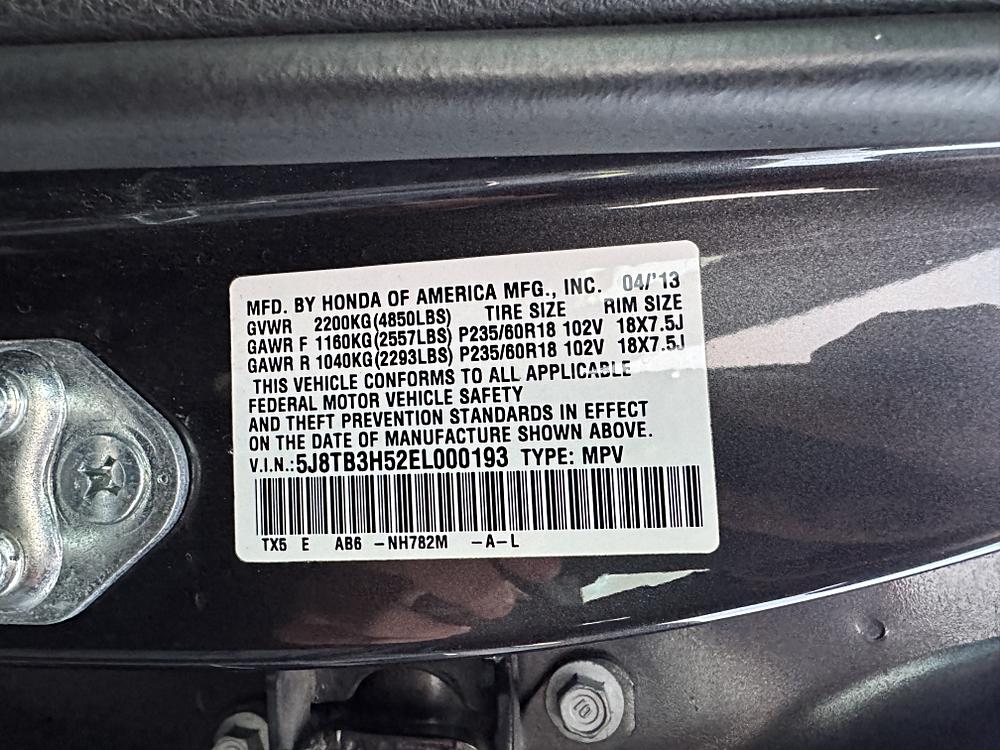 MFD. BY HONDA OF AMERICA MFG., INC. 04/'13
GVWR 2200KG(4850LBS) TIRE SIZE RIM SIZE
GAWR F 1160KG(2557LBS) P235/60R18 102V 18X7.5J
GAWR R 1040KG(2293LBS) P235/60R18 102V 18X7.5J
THIS VEHICLE CONFORMS TO ALL APPLICABLE
FEDERAL MOTOR VEHICLE SAFETY
AND THEFT PREVENTION STANDARDS IN EFFECT
ON THE DATE OF MANUFACTURE SHOWN ABOVE.
V.I.N.:5J8TB3H52EL000193 TYPE: MPV
TX5 E AB6 -NH782M -A-L